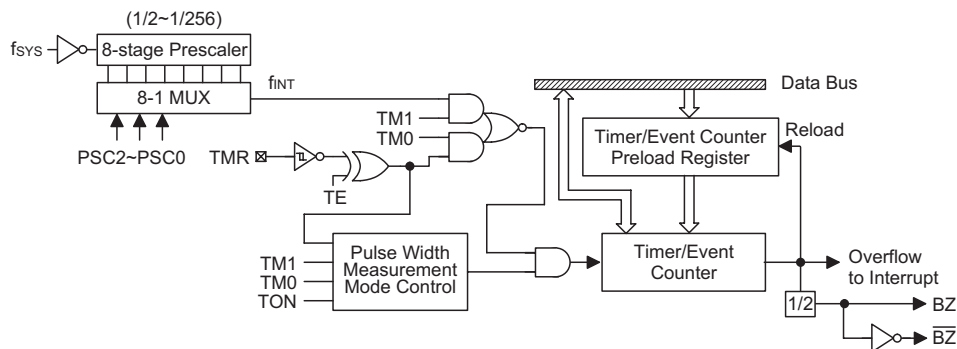 (1/2~1/256)
fSYS
8-stage Prescaler
8-1 MUX
fINT
PSC2~PSC0
TM1
TM0
TMR
TE
Data Bus
Timer/Event Counter
Preload Register
Reload
TM1
TM0
TON
Pulse Width
Measurement
Mode Control
Timer/Event
Counter
Overflow
to Interrupt
1/2
BZ
B̅Z̅